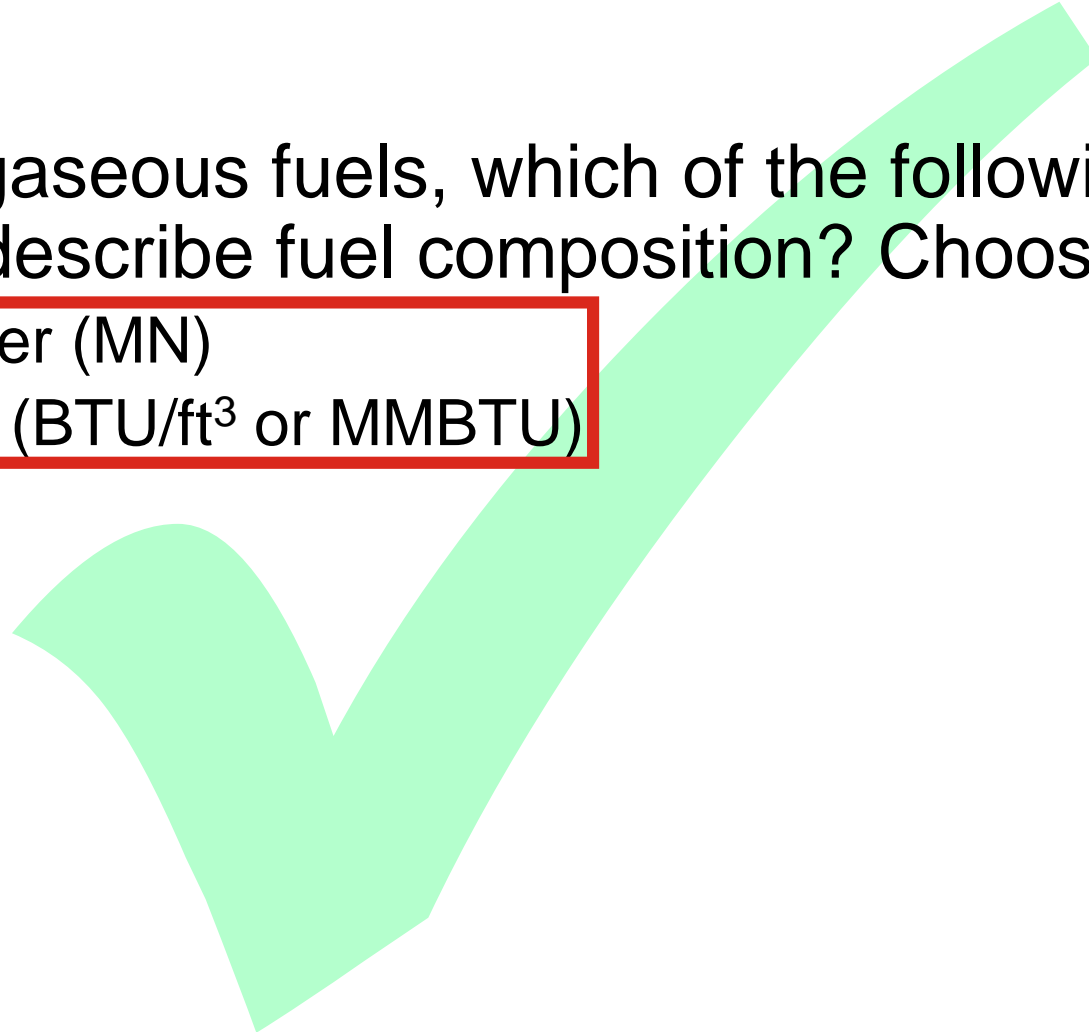 gaseous fuels, which of the followi
describe fuel composition? Choos
er (MN)
(BTU/ft³ or MMBTU)